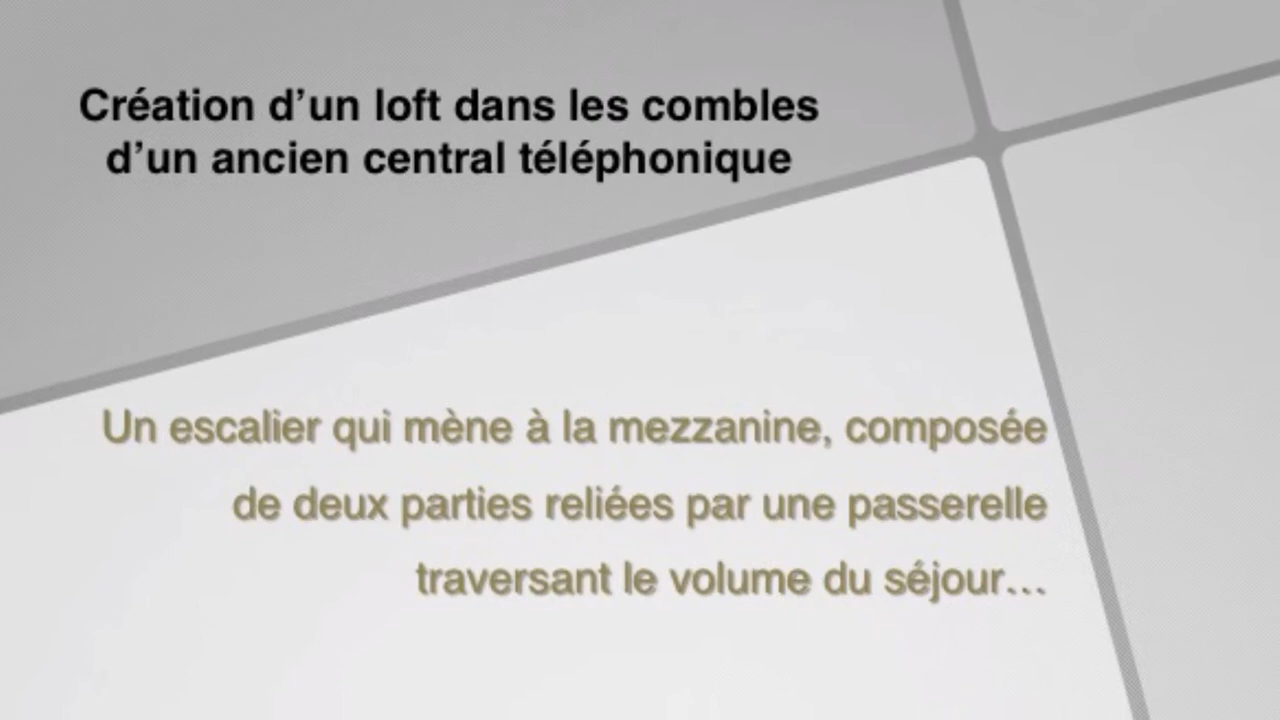 Création d’un loft dans les combles
d’un ancien central téléphonique
Un escalier qui mène à la mezzanine, composée
de deux parties reliées par une passerelle
traversant le volume du séjour…